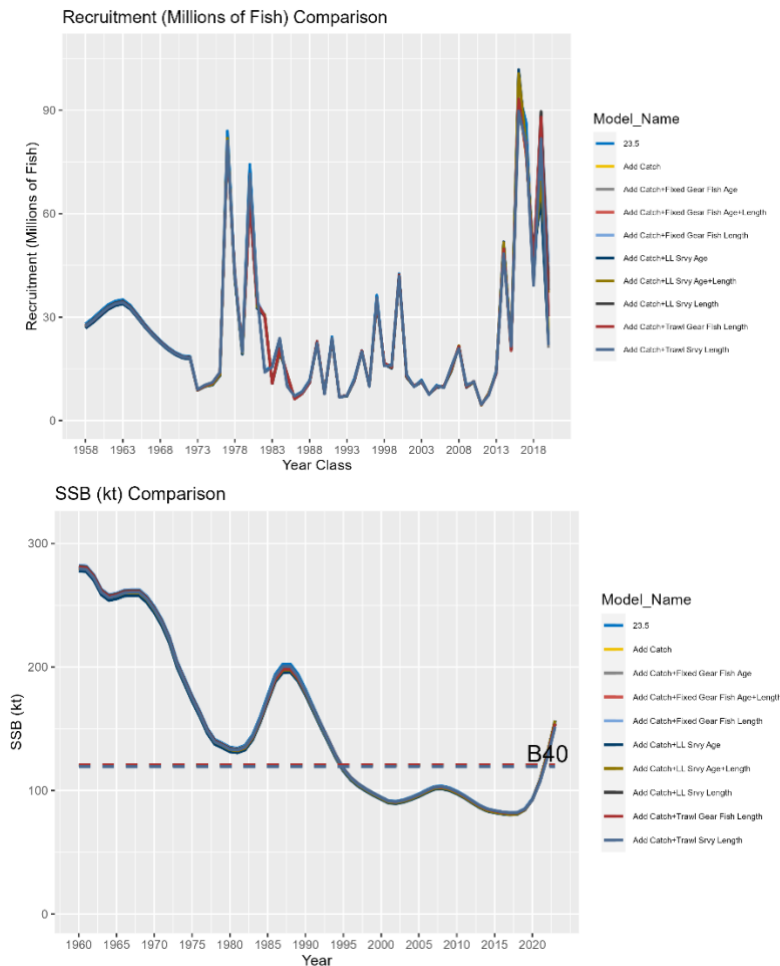 Recruitment (Millions of Fish) Comparison
Recruitment (Millions of Fish)
90
60
30
0
1958 1963 1968 1973 1978 1983 1988 1993 1998 2003 2008 2013 2018
Year Class
Model_Name
23.5
Add Catch
Add Catch+Fixed Gear Fish Age
Add Catch+Fixed Gear Fish Age+Length
Add Catch+Fixed Gear Fish Length
Add Catch+LL Srvy Age
Add Catch+LL Srvy Age+Length
Add Catch+LL Srvy Length
Add Catch+Trawl Gear Fish Length
Add Catch+Trawl Srvy Length
SSB (kt) Comparison
SSB (kt)
300
200
100
0
B40
1960 1965 1970 1975 1980 1985 1990 1995 2000 2005 2010 2015 2020
Year
Model_Name
23.5
Add Catch
Add Catch+Fixed Gear Fish Age
Add Catch+Fixed Gear Fish Age+Length
Add Catch+Fixed Gear Fish Length
Add Catch+LL Srvy Age
Add Catch+LL Srvy Age+Length
Add Catch+LL Srvy Length
Add Catch+Trawl Gear Fish Length
Add Catch+Trawl Srvy Length